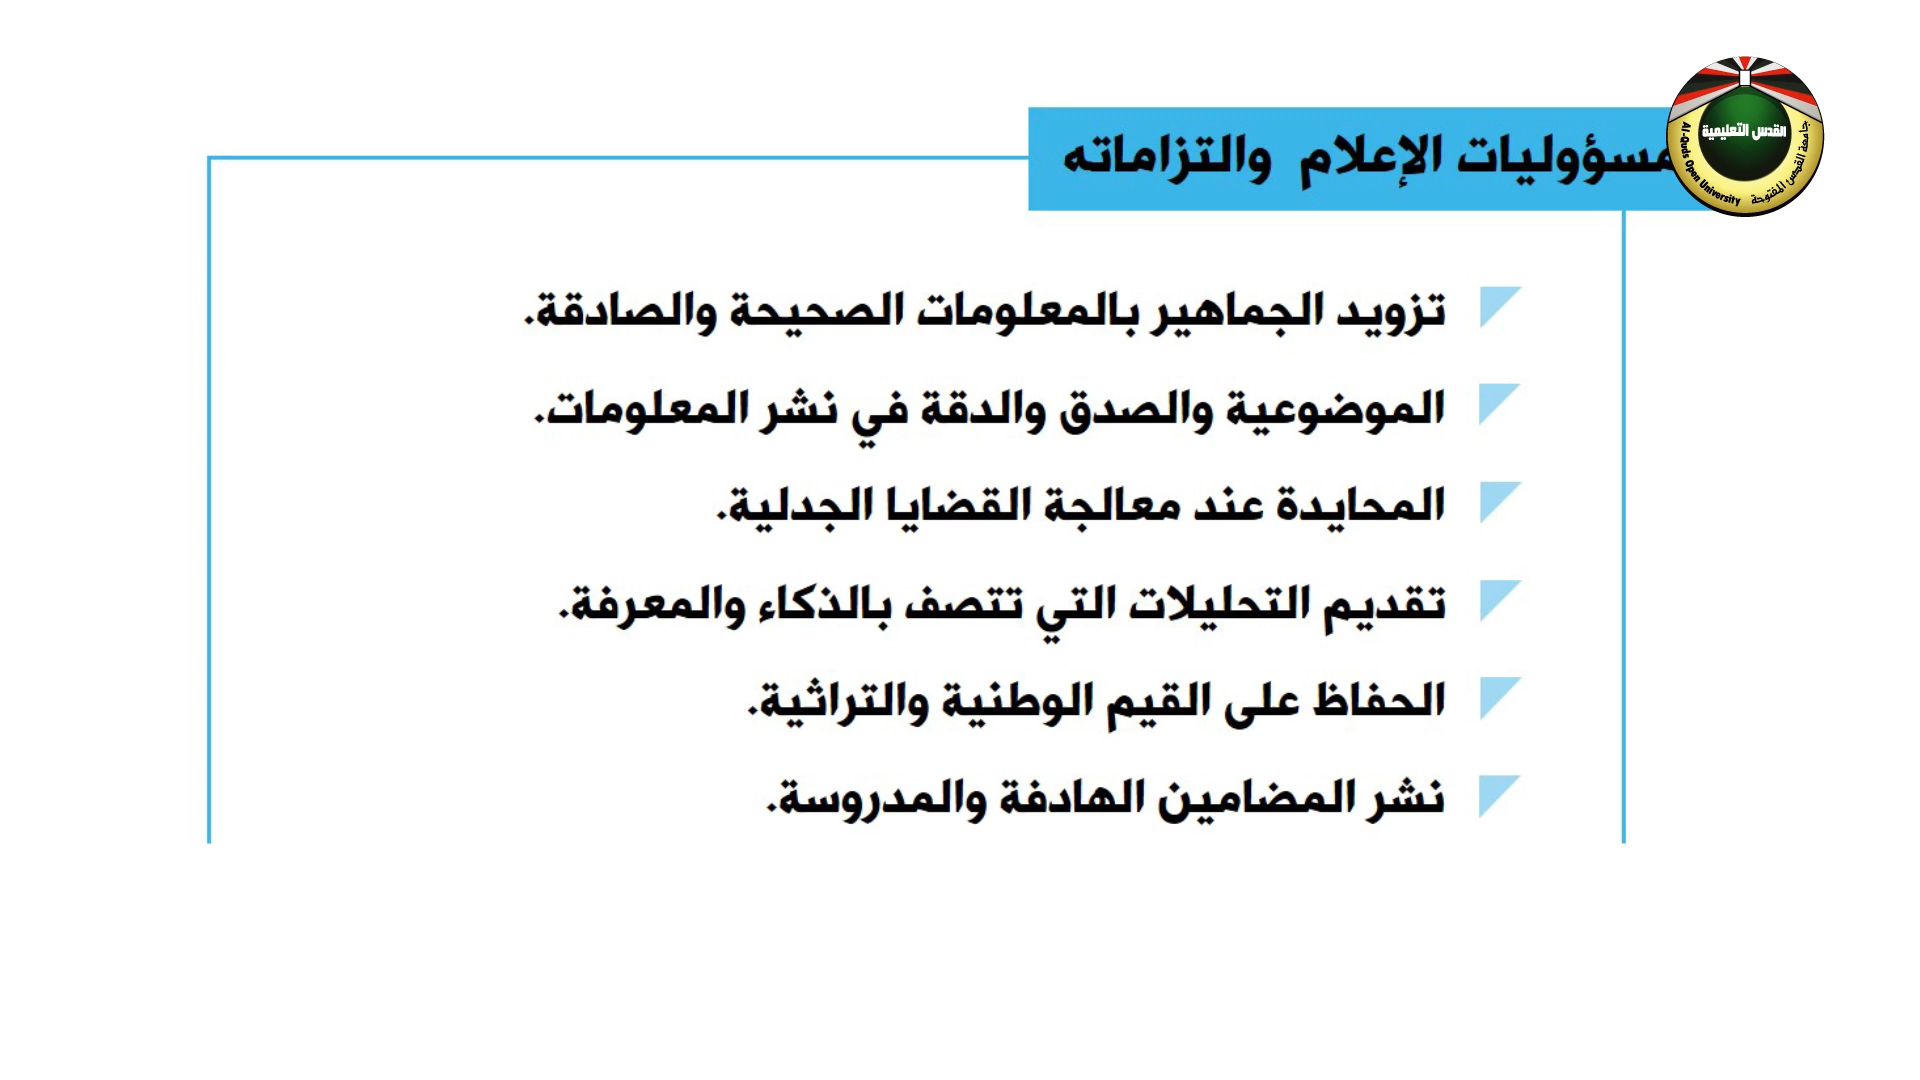 مسؤوليات الإعلام والتزاماته
القدس التعليمية
جامعة القدس المفتوحة
Al-Quds Open University
تزويد الجماهير بالمعلومات الصحيحة والصادقة.
الموضوعية والصدق والدقة في نشر المعلومات.
المحايدة عند معالجة القضايا الجدلية.
تقديم التحليلات التي تتصف بالذكاء والمعرفة.
الحفاظ على القيم الوطنية والتراثية.
نشر المضامين الهادفة والمدروسة.